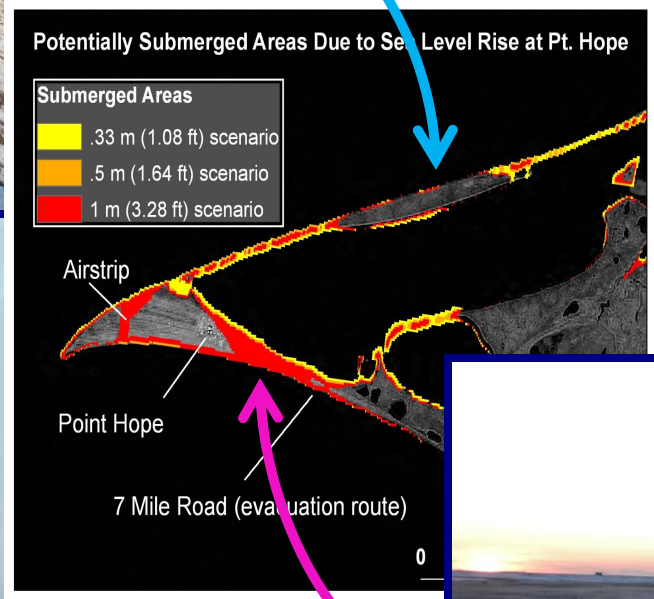 Potentially Submerged Areas Due to Sea Level Rise at Pt. Hope
Submerged Areas
.33 m (1.08 ft) scenario
.5 m (1.64 ft) scenario
1 m (3.28 ft) scenario
Airstrip
Point Hope
7 Mile Road (evacuation route)
0